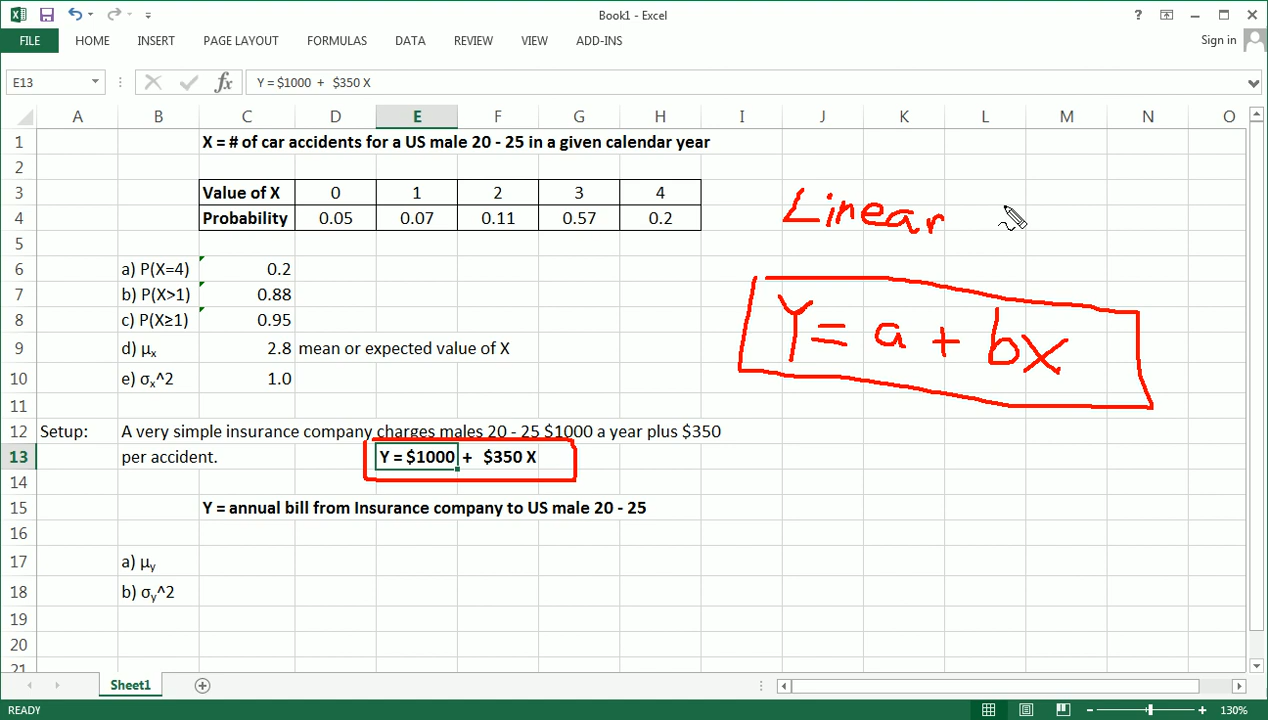 Book1 - Excel
FILE HOME INSERT PAGE LAYOUT FORMULAS DATA REVIEW VIEW ADD-INS Sign in
E13 fx Y = $1000 + $350 X
A B C D E F G H I J K L M N O
1 X = # of car accidents for a US male 20 - 25 in a given calendar year
2
3 Value of X 0 1 2 3 4
4 Probability 0.05 0.07 0.11 0.57 0.2
Linear
5
6 a) P(X=4) 0.2
7 b) P(X>1) 0.88
8 c) P(X≥1) 0.95
Y = a + bX
9 d) μx 2.8 mean or expected value of X
10 e) σx^2 1.0
11
12 Setup: A very simple insurance company charges males 20 - 25 $1000 a year plus $350
13 per accident. Y = $1000 + $350 X
14
15 Y = annual bill from Insurance company to US male 20 - 25
16
17 a) μy
18 b) σy^2
19
20
21
Sheet1
READY 130%